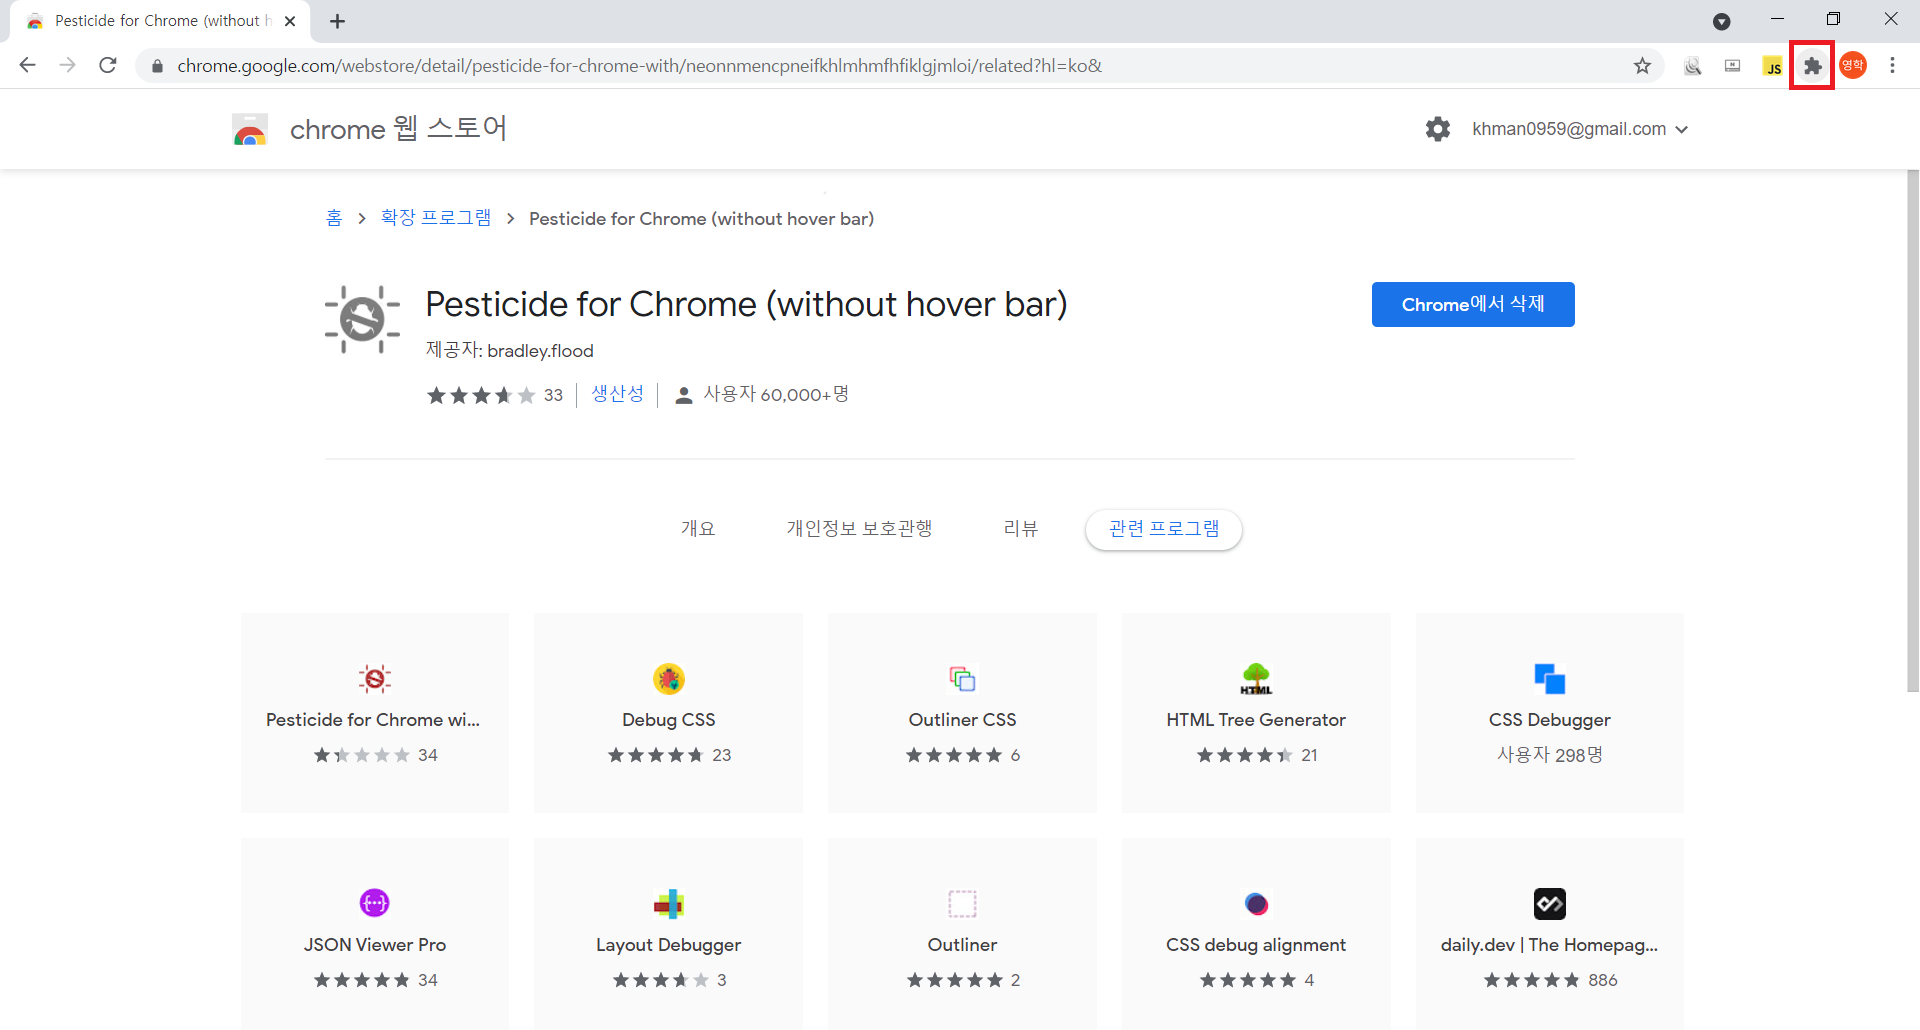 Pesticide for Chrome (without h
chrome.google.com/webstore/detail/pesticide-for-chrome-with/neonnmencpneifkhlmhmfhfiklgjmloi/related?hl=ko&
JS
영학
chrome 웹 스토어
khman0959@gmail.com
홈 > 확장 프로그램 > Pesticide for Chrome (without hover bar)
Pesticide for Chrome (without hover bar)
Chrome에서 삭제
제공자: bradley.flood
33 생산성 사용자 60,000+명
개요 개인정보 보호관행 리뷰 관련 프로그램
HTML
Pesticide for Chrome wi... Debug CSS Outliner CSS HTML Tree Generator CSS Debugger
34 23 6 21 사용자 298명
JSON Viewer Pro Layout Debugger Outliner CSS debug alignment daily.dev | The Homepag...
34 3 2 4 886